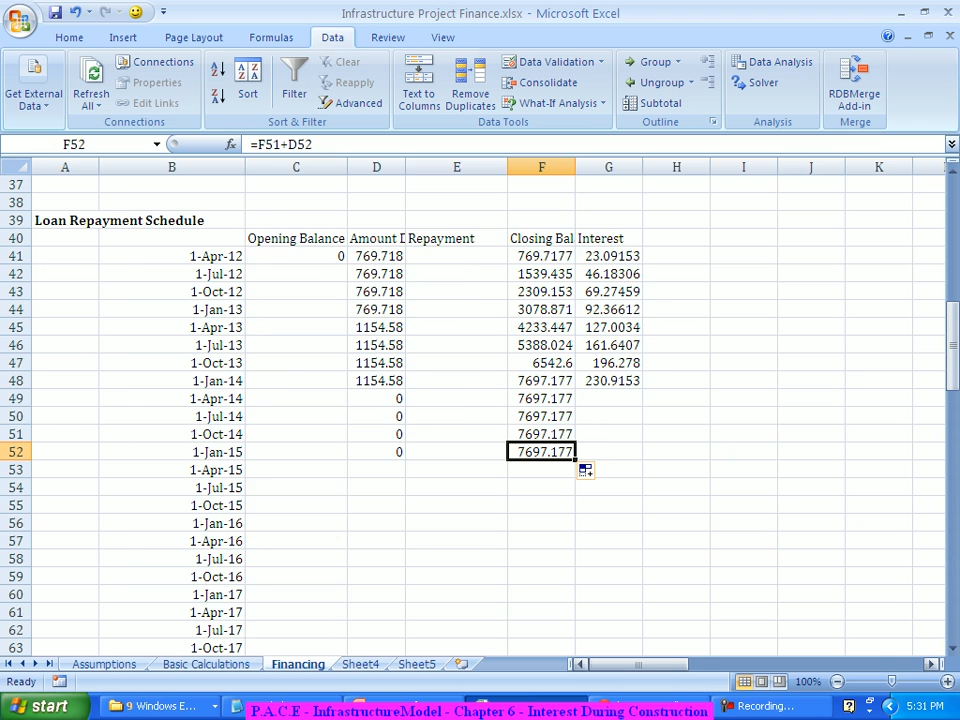 Infrastructure Project Finance.xlsx - Microsoft Excel
Home Insert Page Layout Formulas Data Review View
Get External Data
Refresh All
Connections
Properties
Edit Links
Connections
Sort
Filter
Clear
Reapply
Advanced
Sort & Filter
Text to Columns
Remove Duplicates
Data Validation
Consolidate
What-If Analysis
Data Tools
Group
Ungroup
Subtotal
Outline
Data Analysis
Solver
Analysis
RDBMerge Add-in
Merge
F52 fx =F51+D52
A B C D E F G H I J K
37
38
39 Loan Repayment Schedule
40 Opening Balance Amount D Repayment Closing Bal Interest
41 1-Apr-12 0 769.718 769.7177 23.09153
42 1-Jul-12 769.718 1539.435 46.18306
43 1-Oct-12 769.718 2309.153 69.27459
44 1-Jan-13 769.718 3078.871 92.36612
45 1-Apr-13 1154.58 4233.447 127.0034
46 1-Jul-13 1154.58 5388.024 161.6407
47 1-Oct-13 1154.58 6542.6 196.278
48 1-Jan-14 1154.58 7697.177 230.9153
49 1-Apr-14 0 7697.177
50 1-Jul-14 0 7697.177
51 1-Oct-14 0 7697.177
52 1-Jan-15 0 7697.177
53 1-Apr-15
54 1-Jul-15
55 1-Oct-15
56 1-Jan-16
57 1-Apr-16
58 1-Jul-16
59 1-Oct-16
60 1-Jan-17
61 1-Apr-17
62 1-Jul-17
63 1-Oct-17
Assumptions Basic Calculations Financing Sheet4 Sheet5
Ready 100%
start 9 Windows E... Recording... 5:31 PM
P.A.C.E - InfrastructureModel - Chapter 6 - Interest During Construction